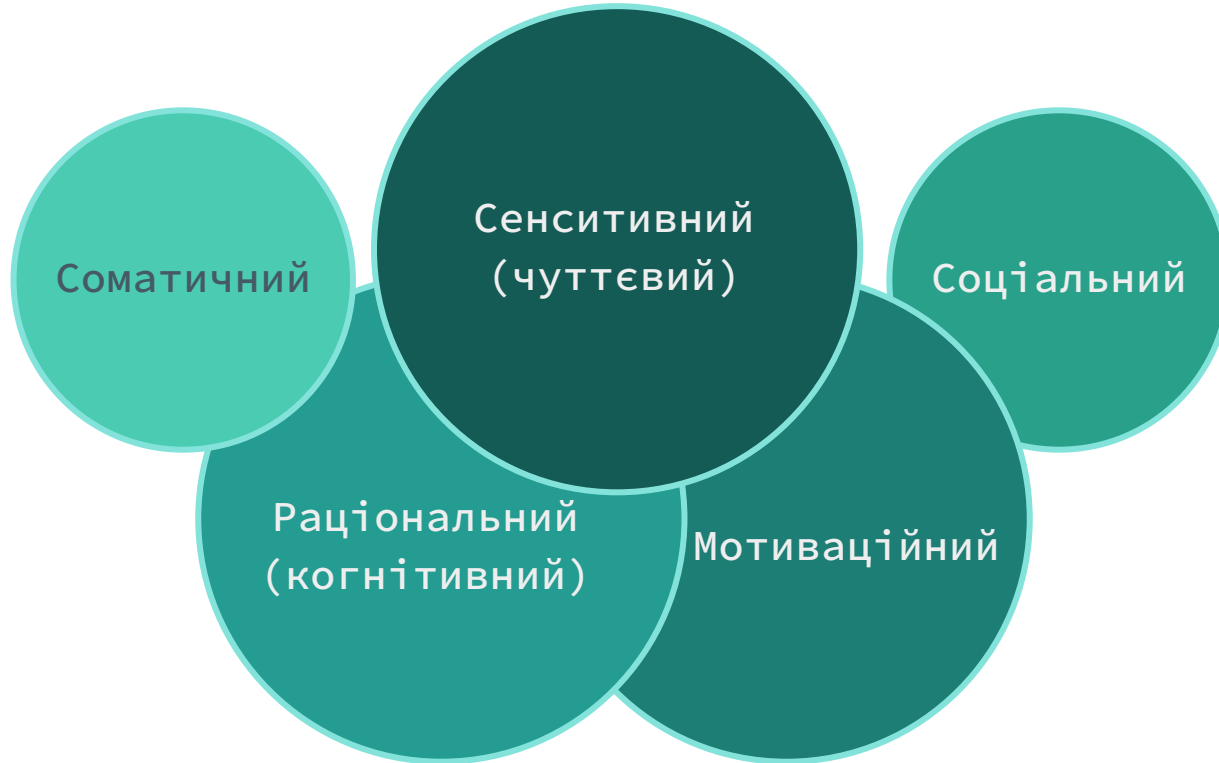 Сенситивний
(чуттєвий)
Соматичний
Соціальний
Раціональний
(когнітивний)
Мотиваційний